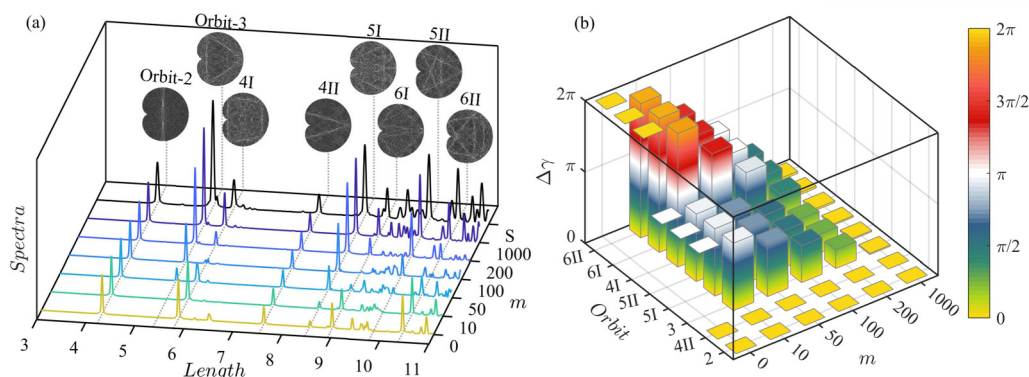 (a)
Orbit-3
5I
5II
Orbit-2
4I
4II
6I
6II
Spectra
S
1000
200
100
50
10
0
m
3
4
5
6
7
8
9
10
11
Length
(b)
2π
π
0
Δγ
6II
6I
4I
5II
5I
3
4II
2
Orbit
0
10
50
100
200
1000
m
2π
3π/2
π
π/2
0